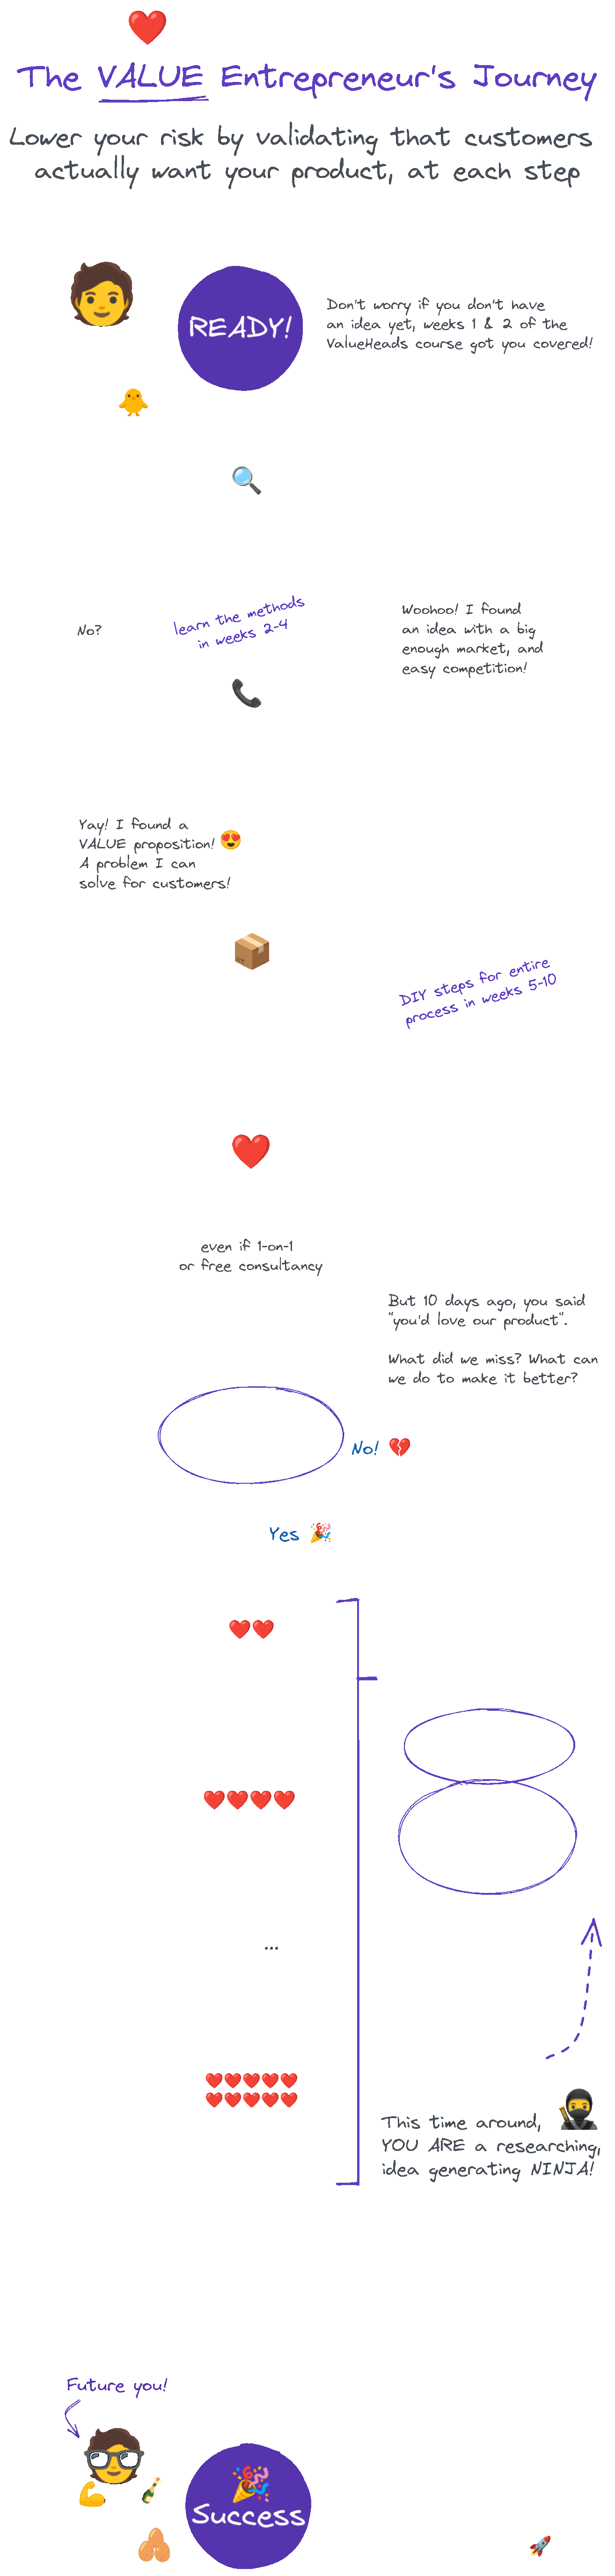 The VALUE Entrepreneur's Journey
Lower your risk by validating that customers
actually want your product, at each step
READY!
Don't worry if you don't have
an idea yet, weeks 1 & 2 of the
ValueHeads course got you covered!
No?
learn the methods
in weeks 2-4
Woohoo! I found
an idea with a big
enough market, and
easy competition!
Yay! I found a
VALUE proposition!
A problem I can
solve for customers!
DIY steps for entire
process in weeks 5-10
even if 1-on-1
or free consultancy
But 10 days ago, you said
"you'd love our product".
What did we miss? What can
we do to make it better?
No!
Yes
...
This time around,
YOU ARE a researching,
idea generating NINJA!
Future you!
Success